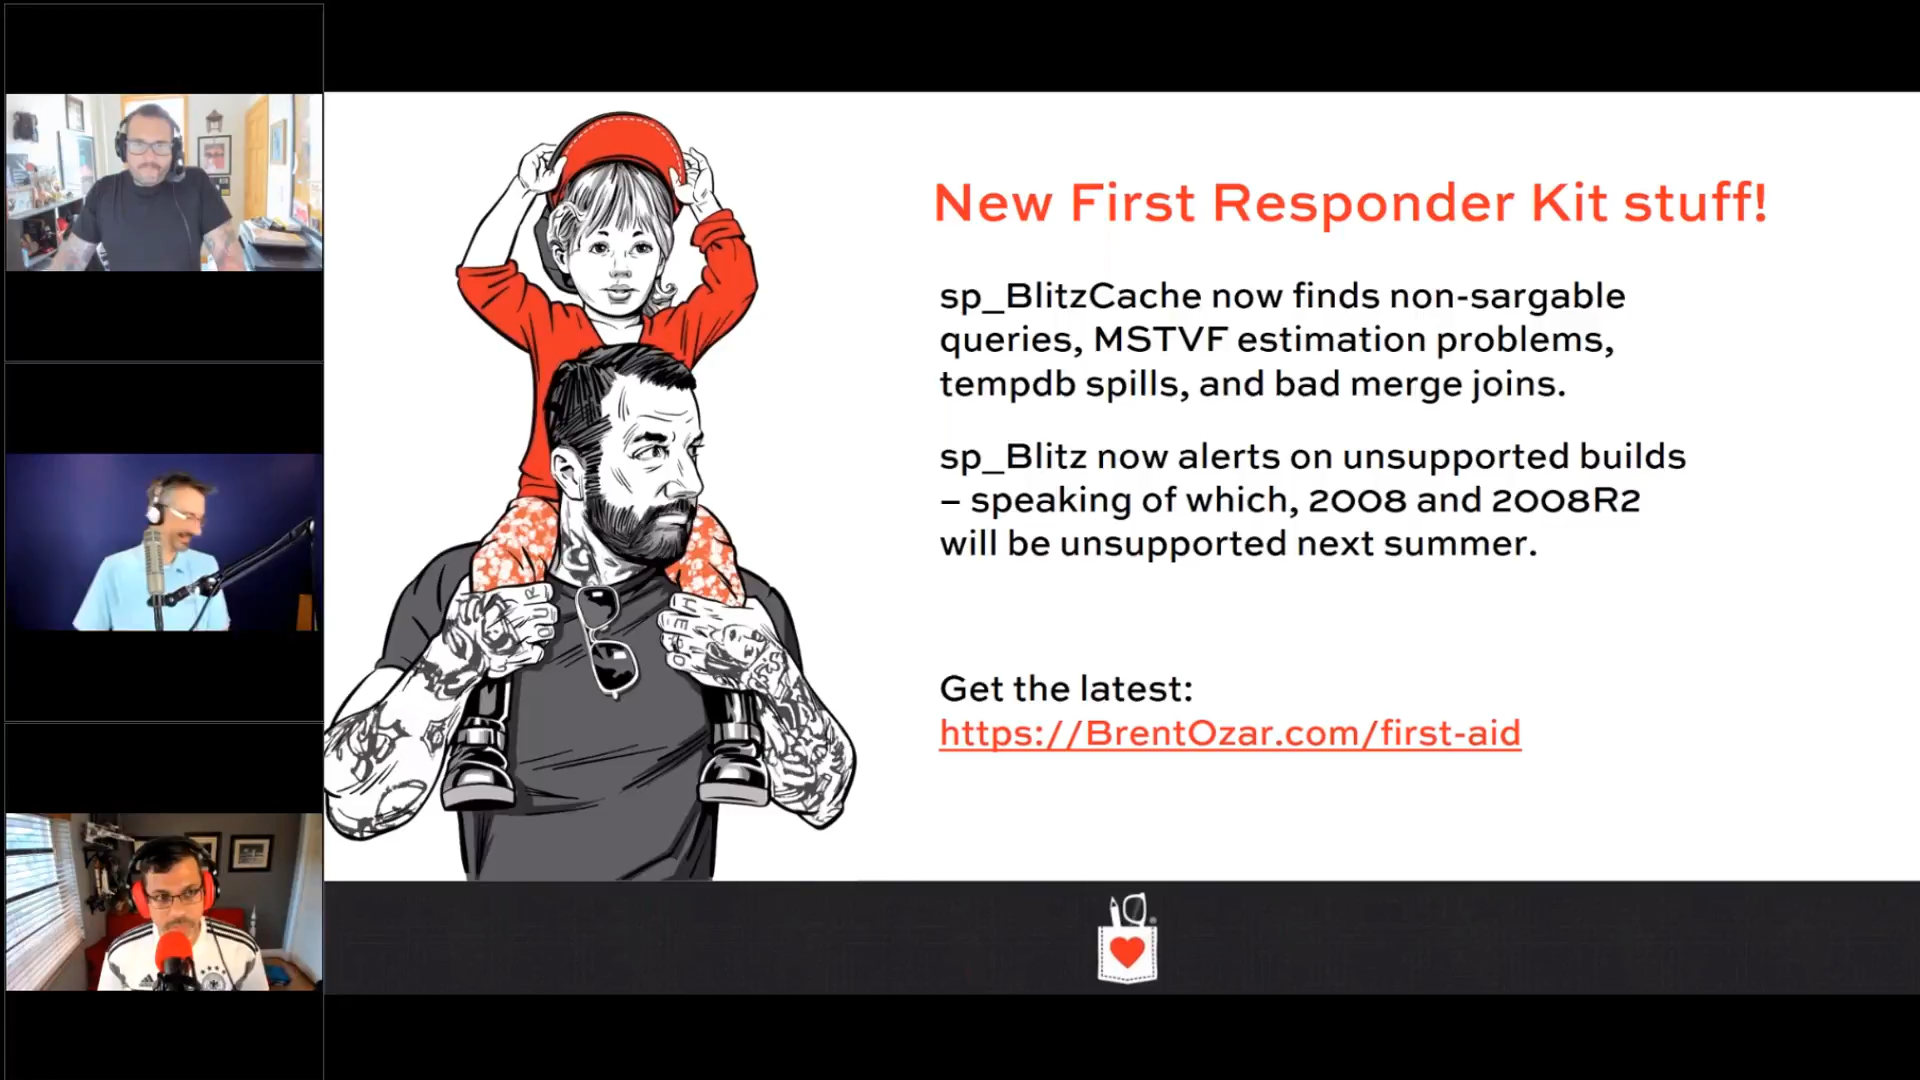 New First Responder Kit stuff!
sp_BlitzCache now finds non-sargable
queries, MSTVF estimation problems,
tempdb spills, and bad merge joins.
sp_Blitz now alerts on unsupported builds
– speaking of which, 2008 and 2008R2
will be unsupported next summer.
Get the latest:
https://BrentOzar.com/first-aid